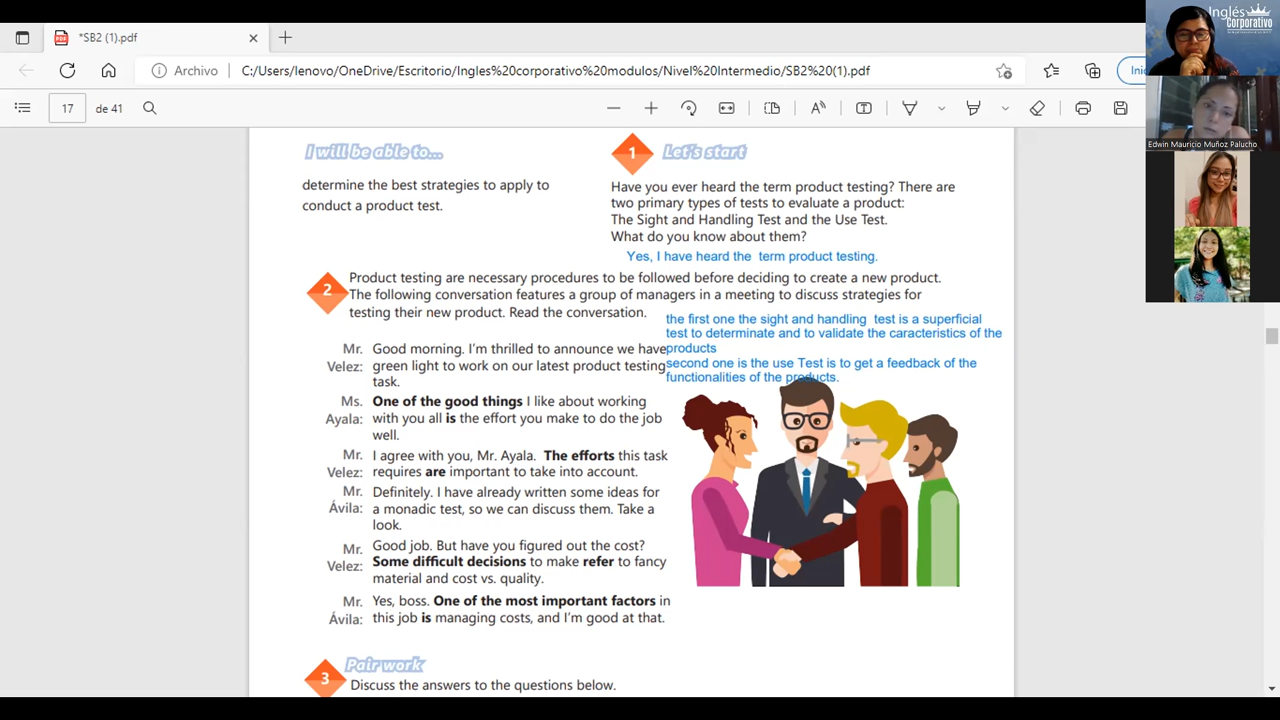 *SB2 (1).pdf
Archivo
C:/Users/lenovo/OneDrive/Escritorio/Ingles%20corporativo%20modulos/Nivel%20Intermedio/SB2%20(1).pdf
17 de 41
Inglés
Corporativo
Edwin Mauricio Muñoz Palucho
I will be able to...
determine the best strategies to apply to
conduct a product test.
1 Let's start
Have you ever heard the term product testing? There are
two primary types of tests to evaluate a product:
The Sight and Handling Test and the Use Test.
What do you know about them?
Yes, I have heard the term product testing.
2 Product testing are necessary procedures to be followed before deciding to create a new product.
The following conversation features a group of managers in a meeting to discuss strategies for
testing their new product. Read the conversation.
the first one the sight and handling test is a superficial
test to determinate and to validate the caracteristics of the
products
second one is the use Test is to get a feedback of the
functionalities of the products.
Mr. Good morning. I'm thrilled to announce we have
Velez: green light to work on our latest product testing
task.
Ms. One of the good things I like about working
Ayala: with you all is the effort you make to do the job
well.
Mr. I agree with you, Mr. Ayala. The efforts this task
Velez: requires are important to take into account.
Mr. Definitely. I have already written some ideas for
Ávila: a monadic test, so we can discuss them. Take a
look.
Mr. Good job. But have you figured out the cost?
Velez: Some difficult decisions to make refer to fancy
material and cost vs. quality.
Mr. Yes, boss. One of the most important factors in
Ávila: this job is managing costs, and I'm good at that.
3 Pair work
Discuss the answers to the questions below.